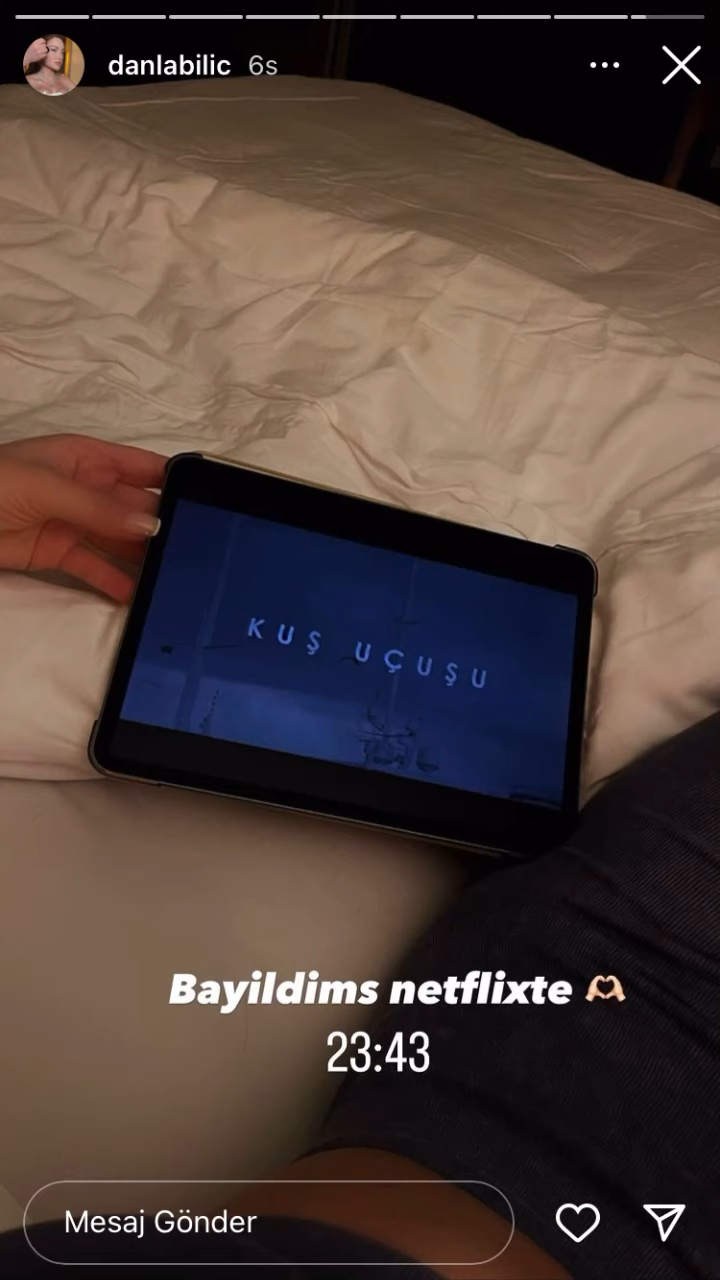 danlabilic 6s
KUŞ UÇUŞU
Bayildims netflixte 🫶🏻
23:43
Mesaj Gönder